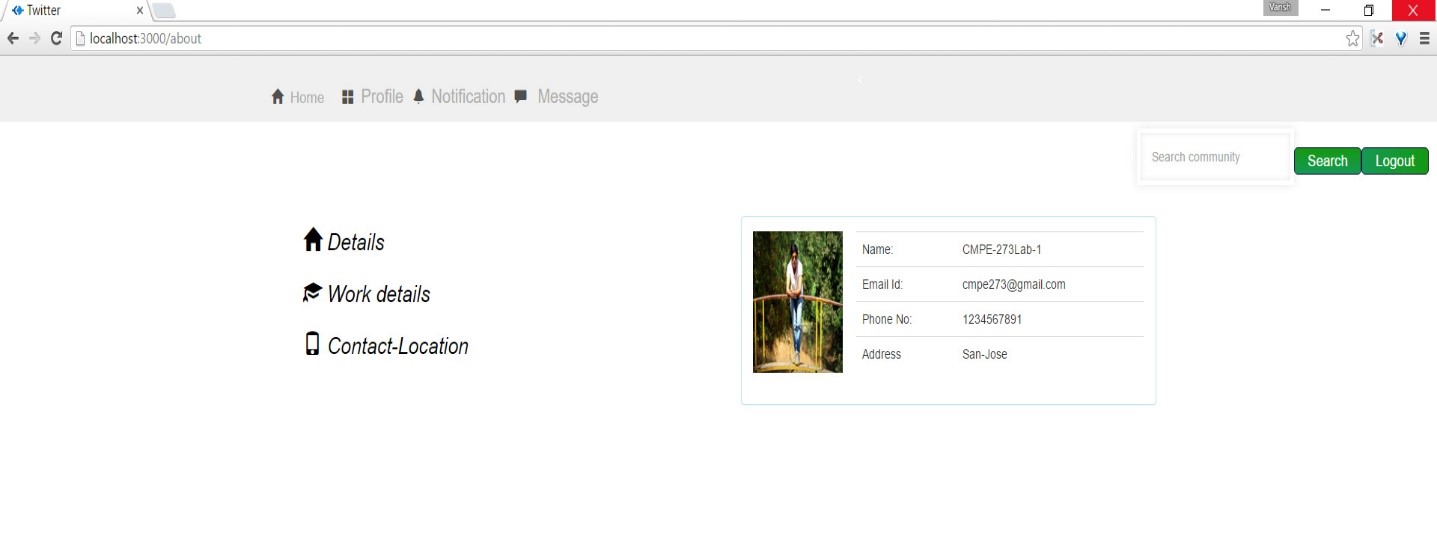 Twitter
Varish
localhost:3000/about
Home Profile Notification Message
Search community Search Logout
Details
Work details
Contact-Location
Name: CMPE-273Lab-1
Email Id: cmpe273@gmail.com
Phone No: 1234567891
Address San-Jose